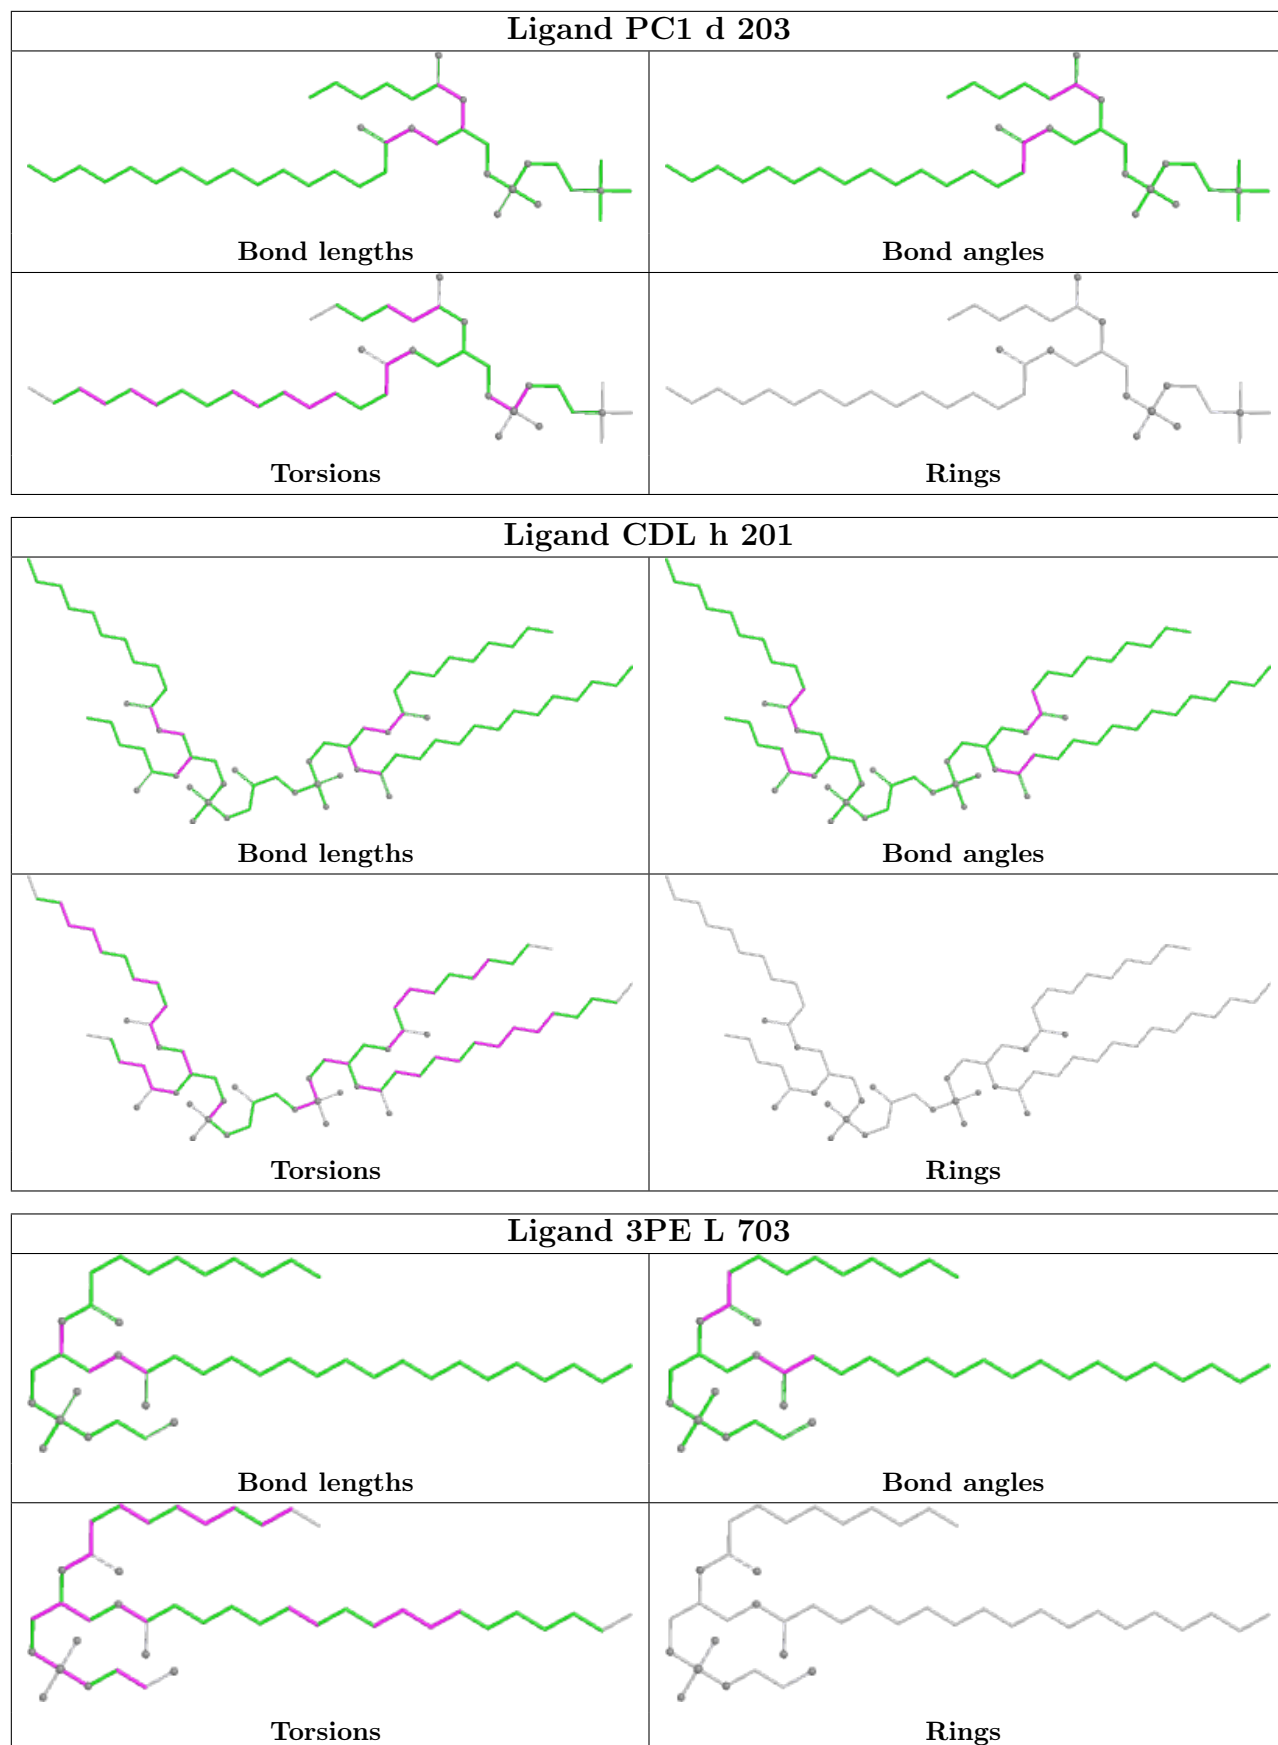 Ligand PC1 d 203
Bond lengths
Bond angles
Torsions
Rings
Ligand CDL h 201
Bond lengths
Bond angles
Torsions
Rings
Ligand 3PE L 703
Bond lengths
Bond angles
Torsions
Rings